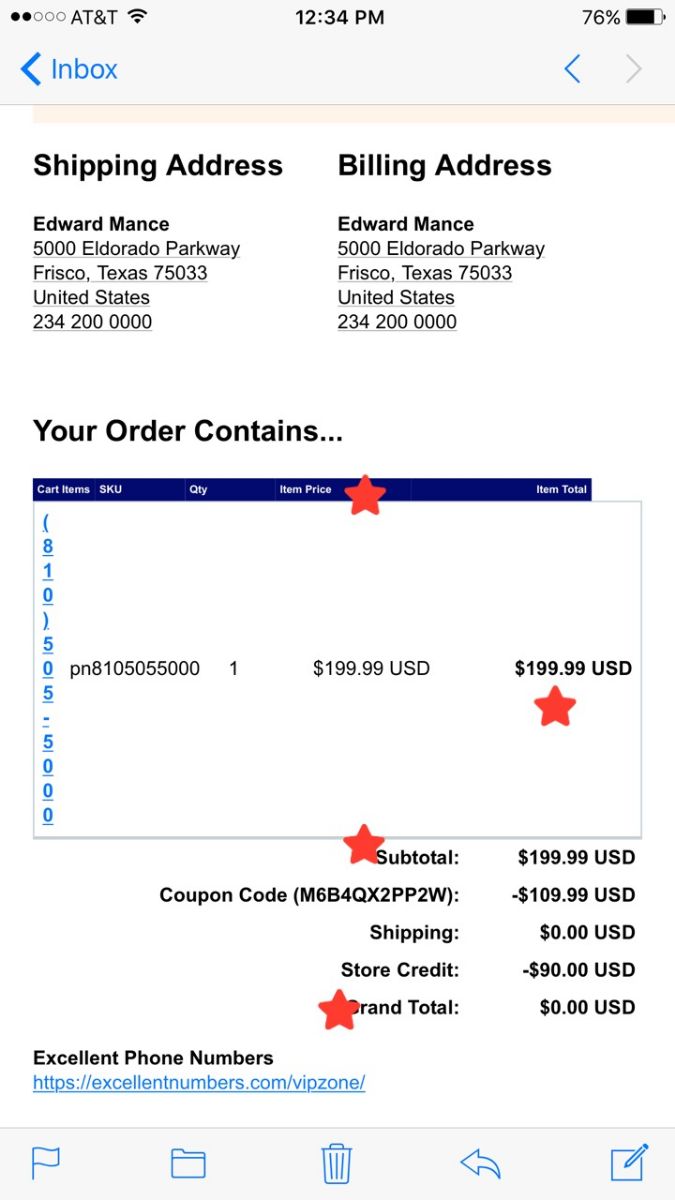 AT&T 12:34 PM 76%
Inbox
Shipping Address
Edward Mance
5000 Eldorado Parkway
Frisco, Texas 75033
United States
234 200 0000
Billing Address
Edward Mance
5000 Eldorado Parkway
Frisco, Texas 75033
United States
234 200 0000
Your Order Contains...
Cart Items SKU Qty Item Price Item Total
(810)505-5000 pn8105055000 1 $199.99 USD $199.99 USD
Subtotal: $199.99 USD
Coupon Code (M6B4QX2PP2W): -$109.99 USD
Shipping: $0.00 USD
Store Credit: -$90.00 USD
Grand Total: $0.00 USD
Excellent Phone Numbers
https://excellentnumbers.com/vipzone/